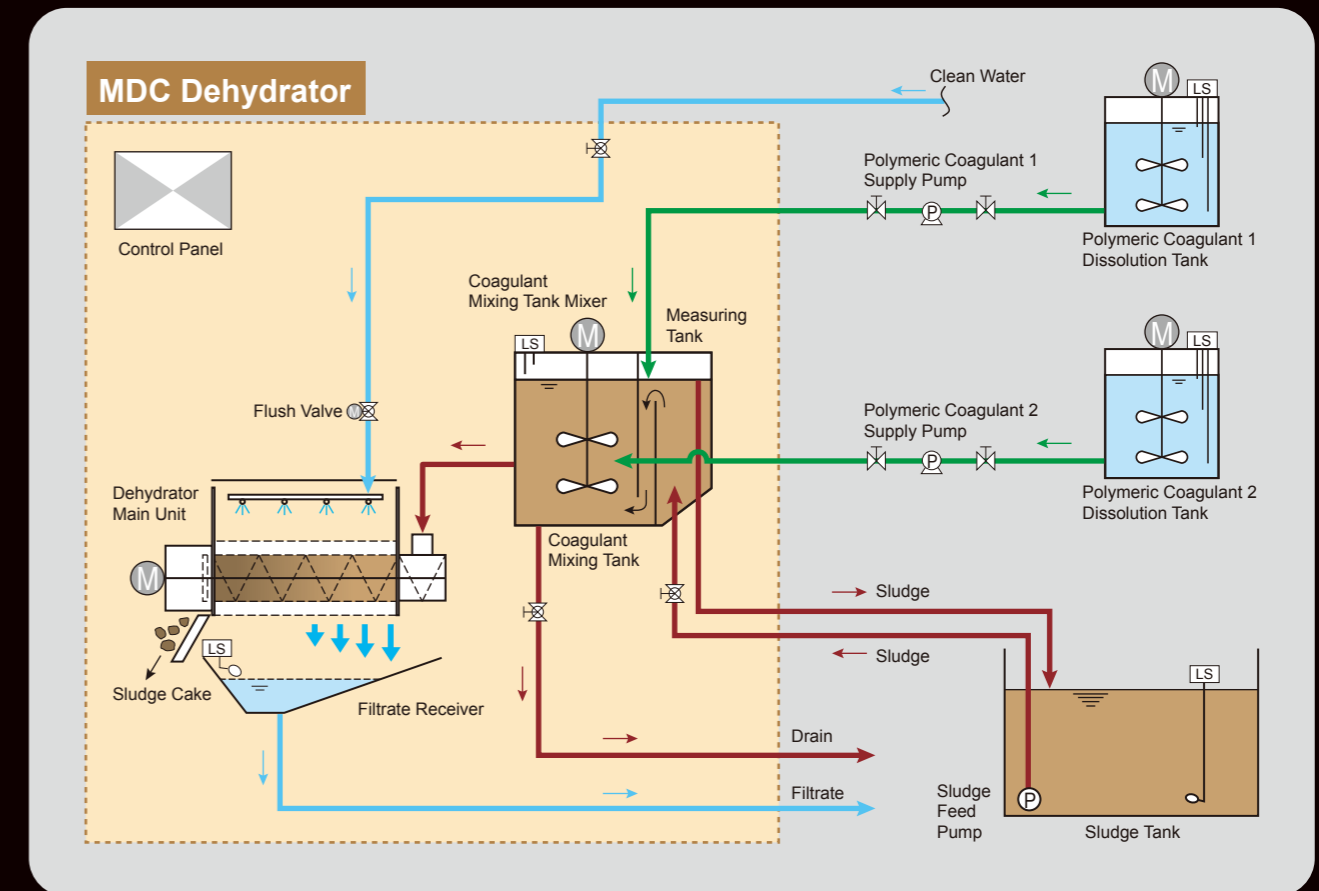 MDC Dehydrator
Clean Water
M
LS
Polymeric Coagulant 1
Supply Pump
P
Polymeric Coagulant 1
Dissolution Tank
Control Panel
Coagulant
Mixing Tank Mixer
Measuring
Tank
M
LS
M
LS
Flush Valve
M
Polymeric Coagulant 2
Supply Pump
P
Polymeric Coagulant 2
Dissolution Tank
Dehydrator
Main Unit
M
Coagulant
Mixing Tank
Sludge
Sludge
LS
Sludge Cake
Filtrate Receiver
LS
Drain
Filtrate
Sludge
Feed
Pump
P
Sludge Tank